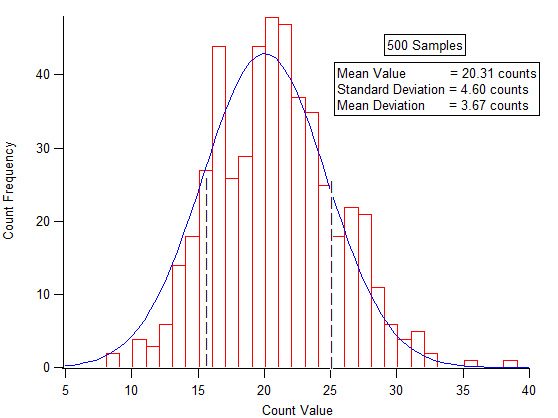 500 Samples
Mean Value = 20.31 counts
Standard Deviation = 4.60 counts
Mean Deviation = 3.67 counts
Count Frequency
40
30
20
10
0
5 10 15 20 25 30 35 40
Count Value